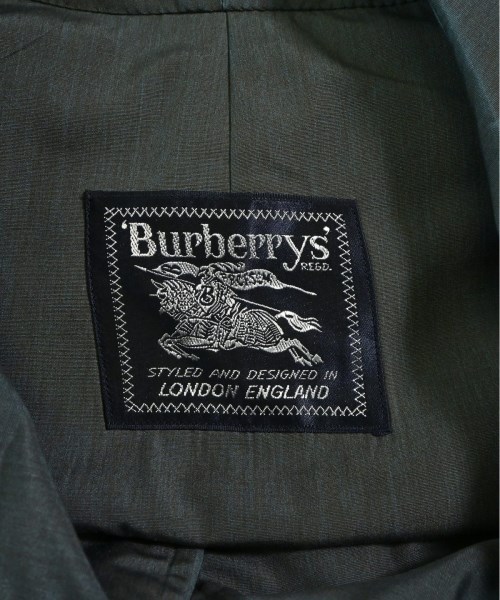 'Burberrys'
REGD.
B
STYLED AND DESIGNED IN
LONDON ENGLAND